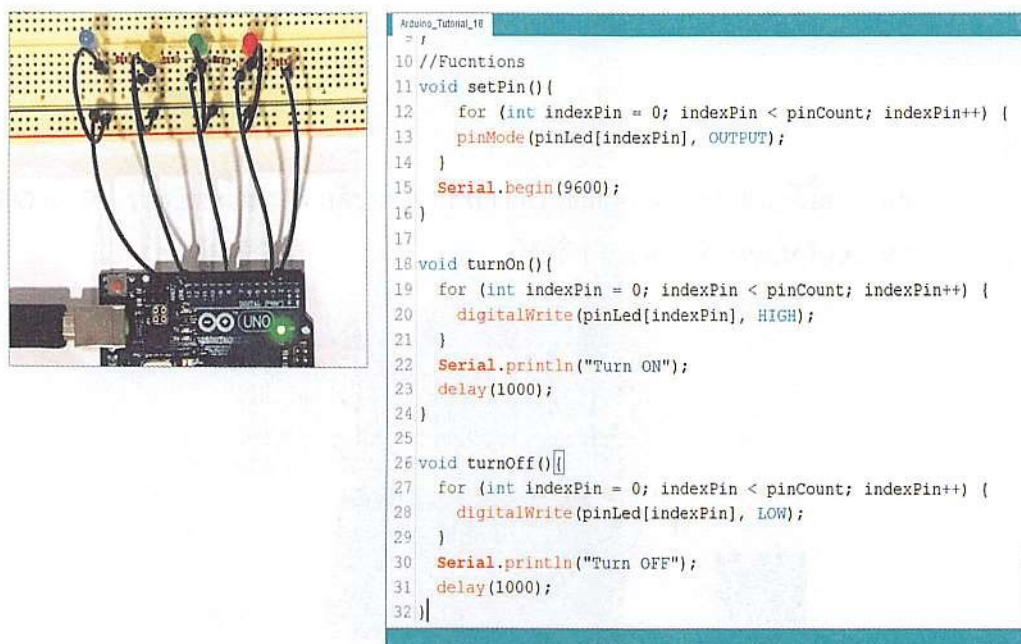 Arduino_Tutorial_18
9 }
10 //Fucntions
11 void setPin(){
12 for (int indexPin = 0; indexPin < pinCount; indexPin++) {
13 pinMode(pinLed[indexPin], OUTPUT);
14 }
15 Serial.begin(9600);
16 }
17
18 void turnOn(){
19 for (int indexPin = 0; indexPin < pinCount; indexPin++) {
20 digitalWrite(pinLed[indexPin], HIGH);
21 }
22 Serial.println("Turn ON");
23 delay(1000);
24 }
25
26 void turnOff(){
27 for (int indexPin = 0; indexPin < pinCount; indexPin++) {
28 digitalWrite(pinLed[indexPin], LOW);
29 }
30 Serial.println("Turn OFF");
31 delay(1000);
32 }
DIGITAL (PWM~)
UNO